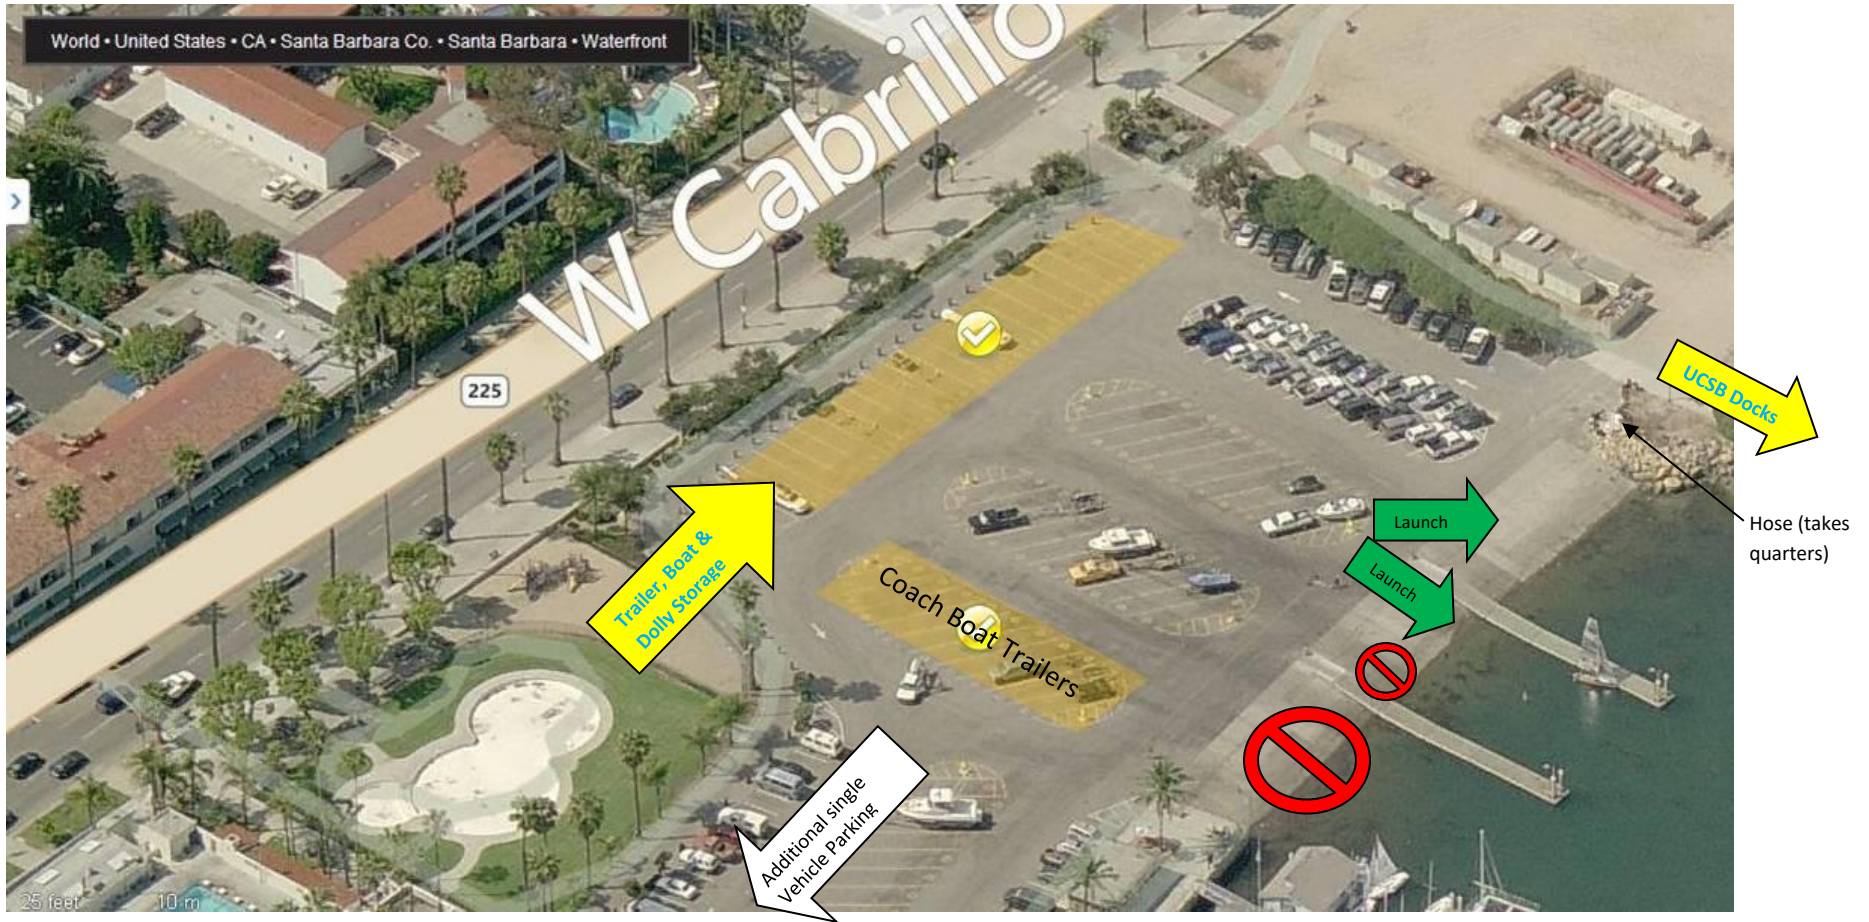 World • United States • CA • Santa Barbara Co. • Santa Barbara • Waterfront
W Cabrillo
225
UCSB Docks
Hose (takes
quarters)
Launch
Launch
Trailer, Boat &
Dolly Storage
Coach Boat Trailers
Additional single
Vehicle Parking
25 feet
10 m